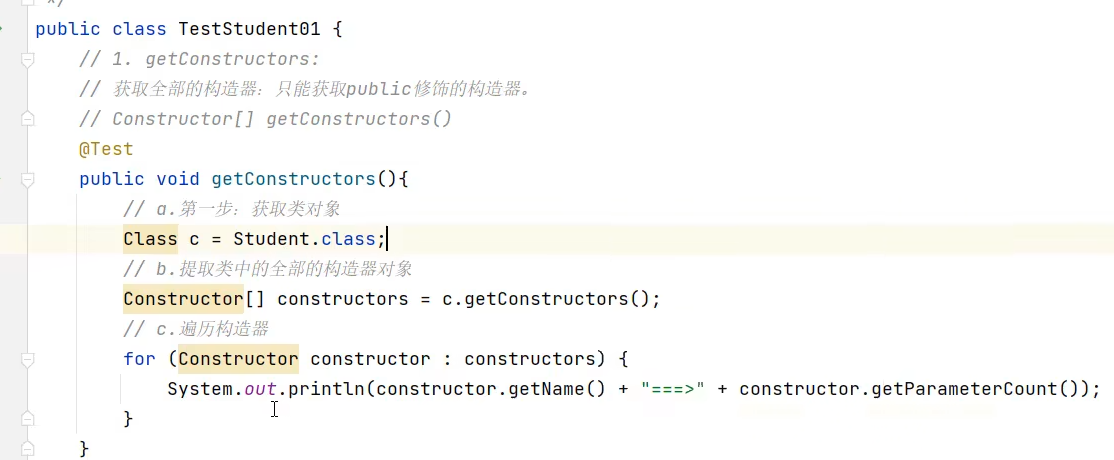 */
public class TestStudent01 {
// 1. getConstructors:
// 获取全部的构造器：只能获取public修饰的构造器。
// Constructor[] getConstructors()
@Test
public void getConstructors(){
// a.第一步：获取类对象
Class c = Student.class;
// b.提取类中的全部的构造器对象
Constructor[] constructors = c.getConstructors();
// c.遍历构造器
for (Constructor constructor : constructors) {
System.out.println(constructor.getName() + "===>" + constructor.getParameterCount());
}
}